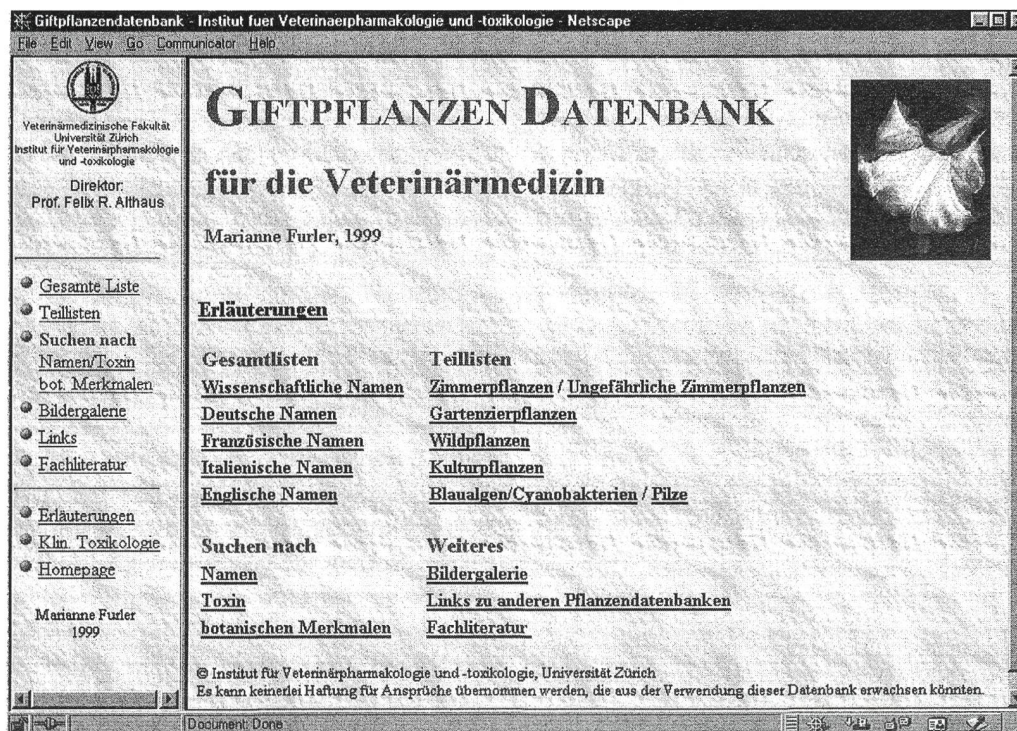 Giftpflanzendatenbank - Institut fuer Veterinaerpharmakologie und -toxikologie - Netscape
File Edit View Go Communicator Help
Veterinärmedizinische Fakultät
Universität Zürich
Institut für Veterinärpharmakologie
und -toxikologie
Direktor:
Prof. Felix R. Althaus
Gesamte Liste
Teillisten
Suchen nach
Namen/Toxin
bot. Merkmalen
Bildergalerie
Links
Fachliteratur
Erläuterungen
Klin. Toxikologie
Homepage
Marianne Furler
1999
GIFTPFLANZEN DATENBANK
für die Veterinärmedizin
Marianne Furler, 1999
Erläuterungen
Gesamtlisten Teillisten
Wissenschaftliche Namen Zimmerpflanzen / Ungefährliche Zimmerpflanzen
Deutsche Namen Gartenzierpflanzen
Französische Namen Wildpflanzen
Italienische Namen Kulturpflanzen
Englische Namen Blaualgen/Cyanobakterien / Pilze
Suchen nach Weiteres
Namen Bildergalerie
Toxin Links zu anderen Pflanzendatenbanken
botanischen Merkmalen Fachliteratur
© Institut für Veterinärpharmakologie und -toxikologie, Universität Zürich
Es kann keinerlei Haftung für Ansprüche übernommen werden, die aus der Verwendung dieser Datenbank erwachsen könnten.
Document: Done